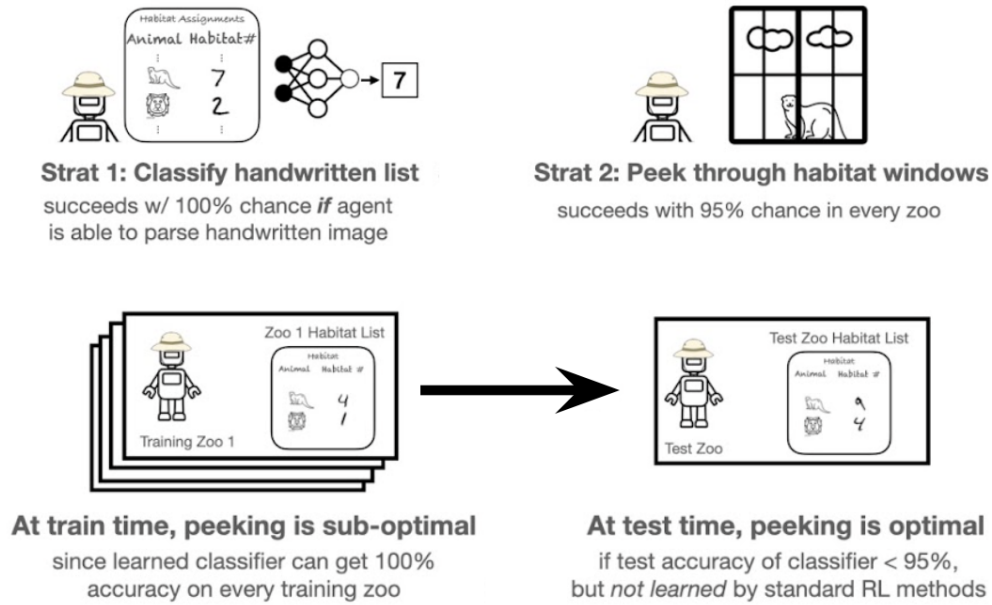 Habitat Assignments
Animal Habitat#
7
2
7
Strat 1: Classify handwritten list
succeeds w/ 100% chance if agent
is able to parse handwritten image
Strat 2: Peek through habitat windows
succeeds with 95% chance in every zoo
Zoo 1 Habitat List
Habitat
Animal Habitat #
4
1
Training Zoo 1
Test Zoo Habitat List
Habitat
Animal Habitat #
9
4
Test Zoo
At train time, peeking is sub-optimal
since learned classifier can get 100%
accuracy on every training zoo
At test time, peeking is optimal
if test accuracy of classifier < 95%,
but not learned by standard RL methods